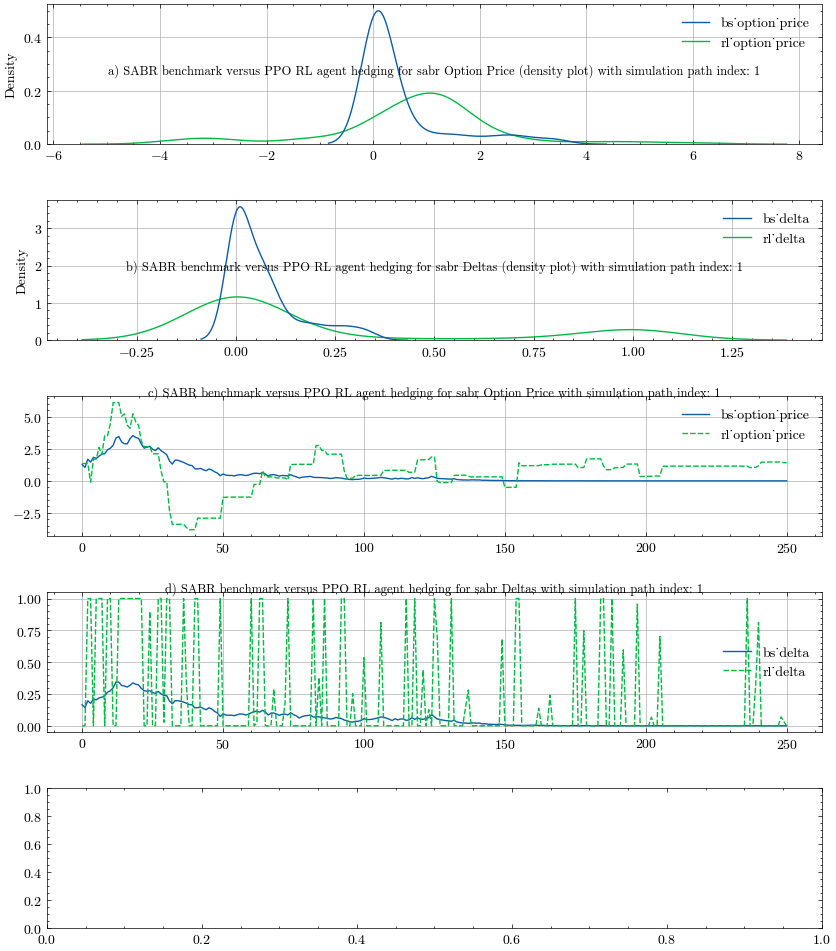 bs˙option˙price
rl˙option˙price
0.4
a) SABR benchmark versus PPO RL agent hedging for sabr Option Price (density plot) with simulation path index: 1
Density
0.2
0.0
−6 −4 −2 0 2 4 6 8
bs˙delta
rl˙delta
3
b) SABR benchmark versus PPO RL agent hedging for sabr Deltas (density plot) with simulation path index: 1
Density
2
1
0
−0.25 0.00 0.25 0.50 0.75 1.00 1.25
c) SABR benchmark versus PPO RL agent hedging for sabr Option Price with simulation path index: 1
bs˙option˙price
rl˙option˙price
5.0
2.5
0.0
−2.5
0 50 100 150 200 250
d) SABR benchmark versus PPO RL agent hedging for sabr Deltas with simulation path index: 1
1.00
0.75
bs˙delta
rl˙delta
0.50
0.25
0.00
0 50 100 150 200 250
1.0
0.8
0.6
0.4
0.2
0.0
0.0 0.2 0.4 0.6 0.8 1.0